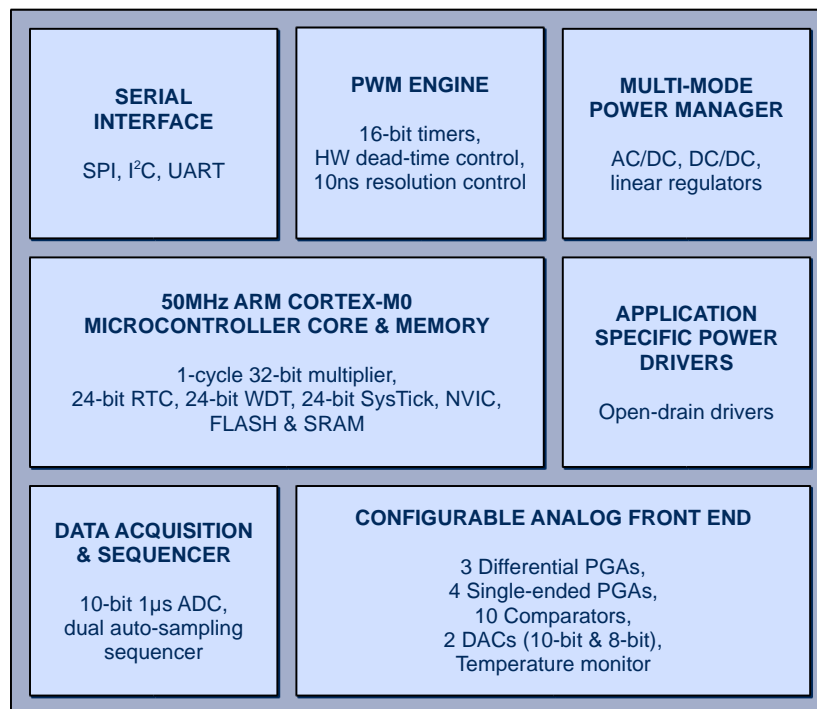 SERIAL
INTERFACE
SPI, I²C, UART
PWM ENGINE
16-bit timers,
HW dead-time control,
10ns resolution control
MULTI-MODE
POWER MANAGER
AC/DC, DC/DC,
linear regulators
50MHz ARM CORTEX-M0
MICROCONTROLLER CORE & MEMORY
1-cycle 32-bit multiplier,
24-bit RTC, 24-bit WDT, 24-bit SysTick, NVIC,
FLASH & SRAM
APPLICATION
SPECIFIC POWER
DRIVERS
Open-drain drivers
DATA ACQUISITION
& SEQUENCER
10-bit 1μs ADC,
dual auto-sampling
sequencer
CONFIGURABLE ANALOG FRONT END
3 Differential PGAs,
4 Single-ended PGAs,
10 Comparators,
2 DACs (10-bit & 8-bit),
Temperature monitor